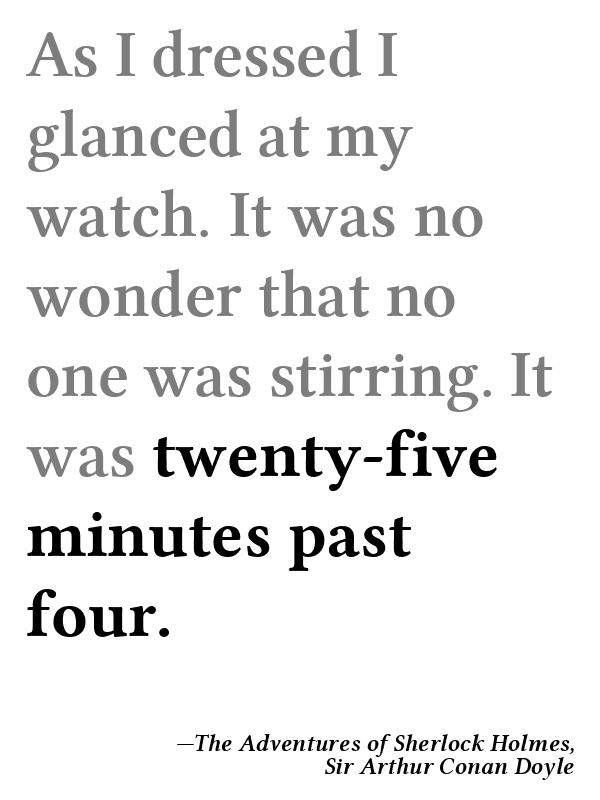 As I dressed I
glanced at my
watch. It was no
wonder that no
one was stirring. It
was twenty-five
minutes past
four.
—The Adventures of Sherlock Holmes,
Sir Arthur Conan Doyle